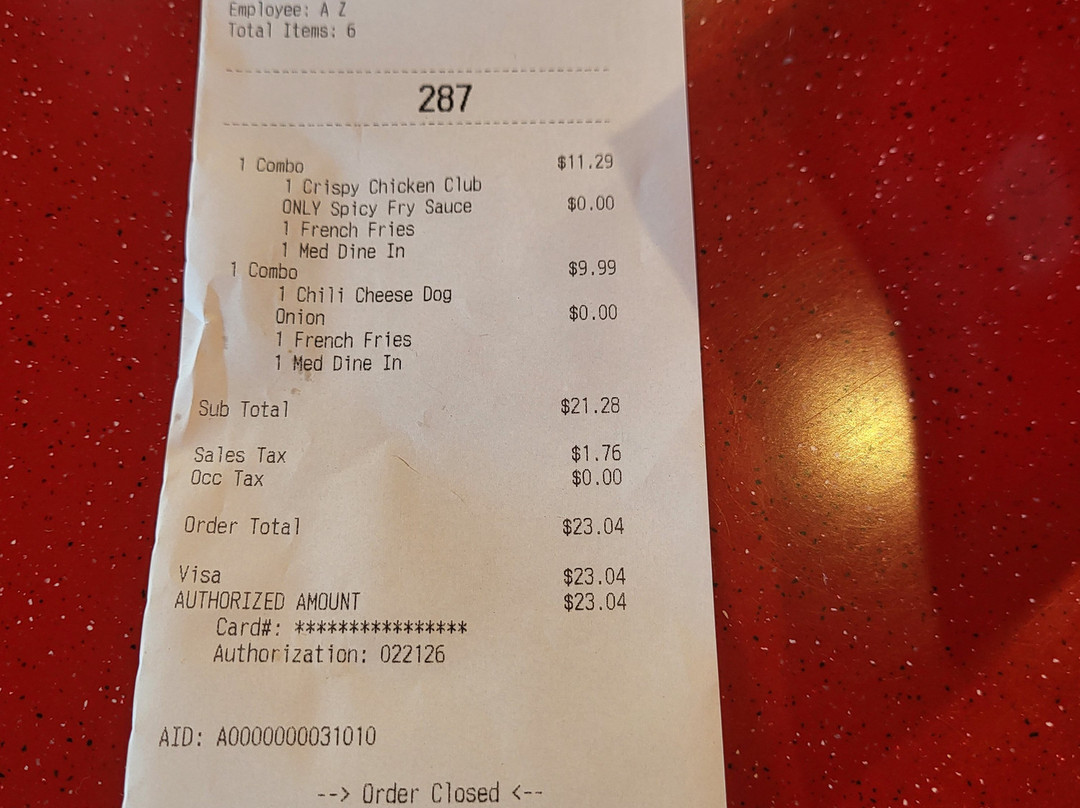 Employee: A Z
Total Items: 6
287
1 Combo $11.29
1 Crispy Chicken Club
ONLY Spicy Fry Sauce $0.00
1 French Fries
1 Med Dine In
1 Combo $9.99
1 Chili Cheese Dog
Onion $0.00
1 French Fries
1 Med Dine In
Sub Total $21.28
Sales Tax $1.76
Occ Tax $0.00
Order Total $23.04
Visa $23.04
AUTHORIZED AMOUNT $23.04
Card#: ****************
Authorization: 022126
AID: A0000000031010
--> Order Closed <--